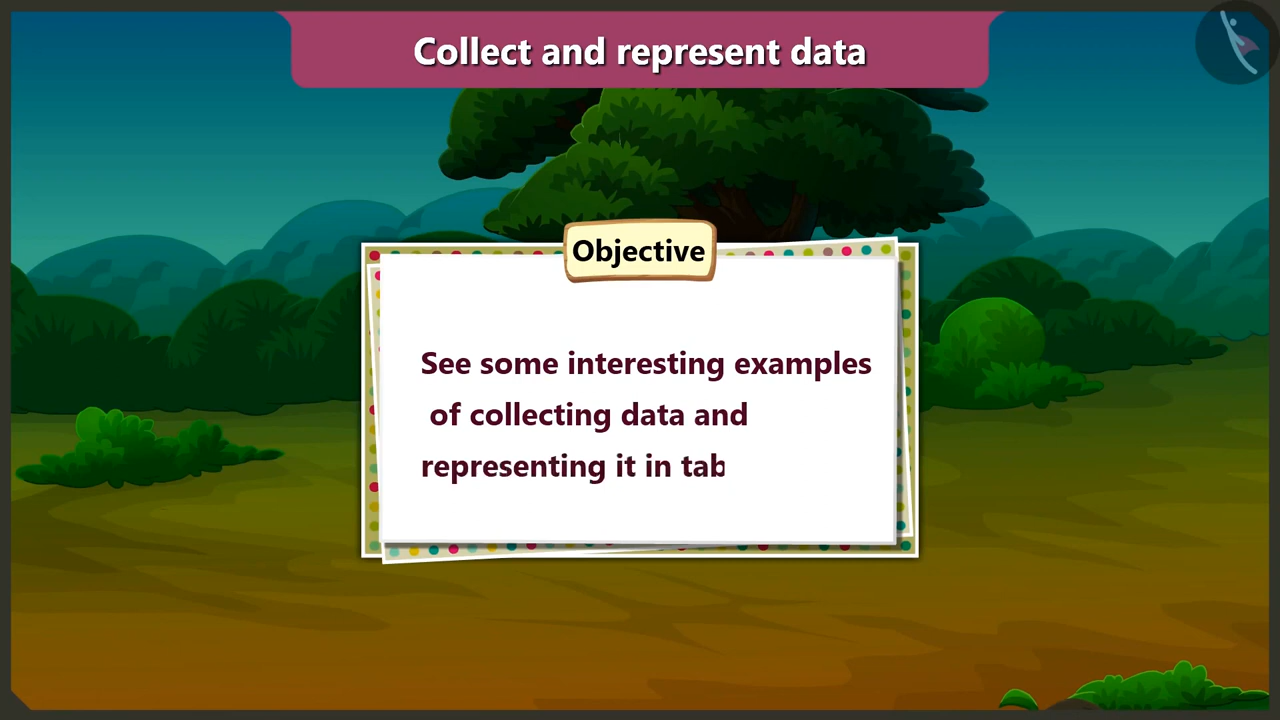 Collect and represent data
Objective
See some interesting examples
of collecting data and
representing it in tab